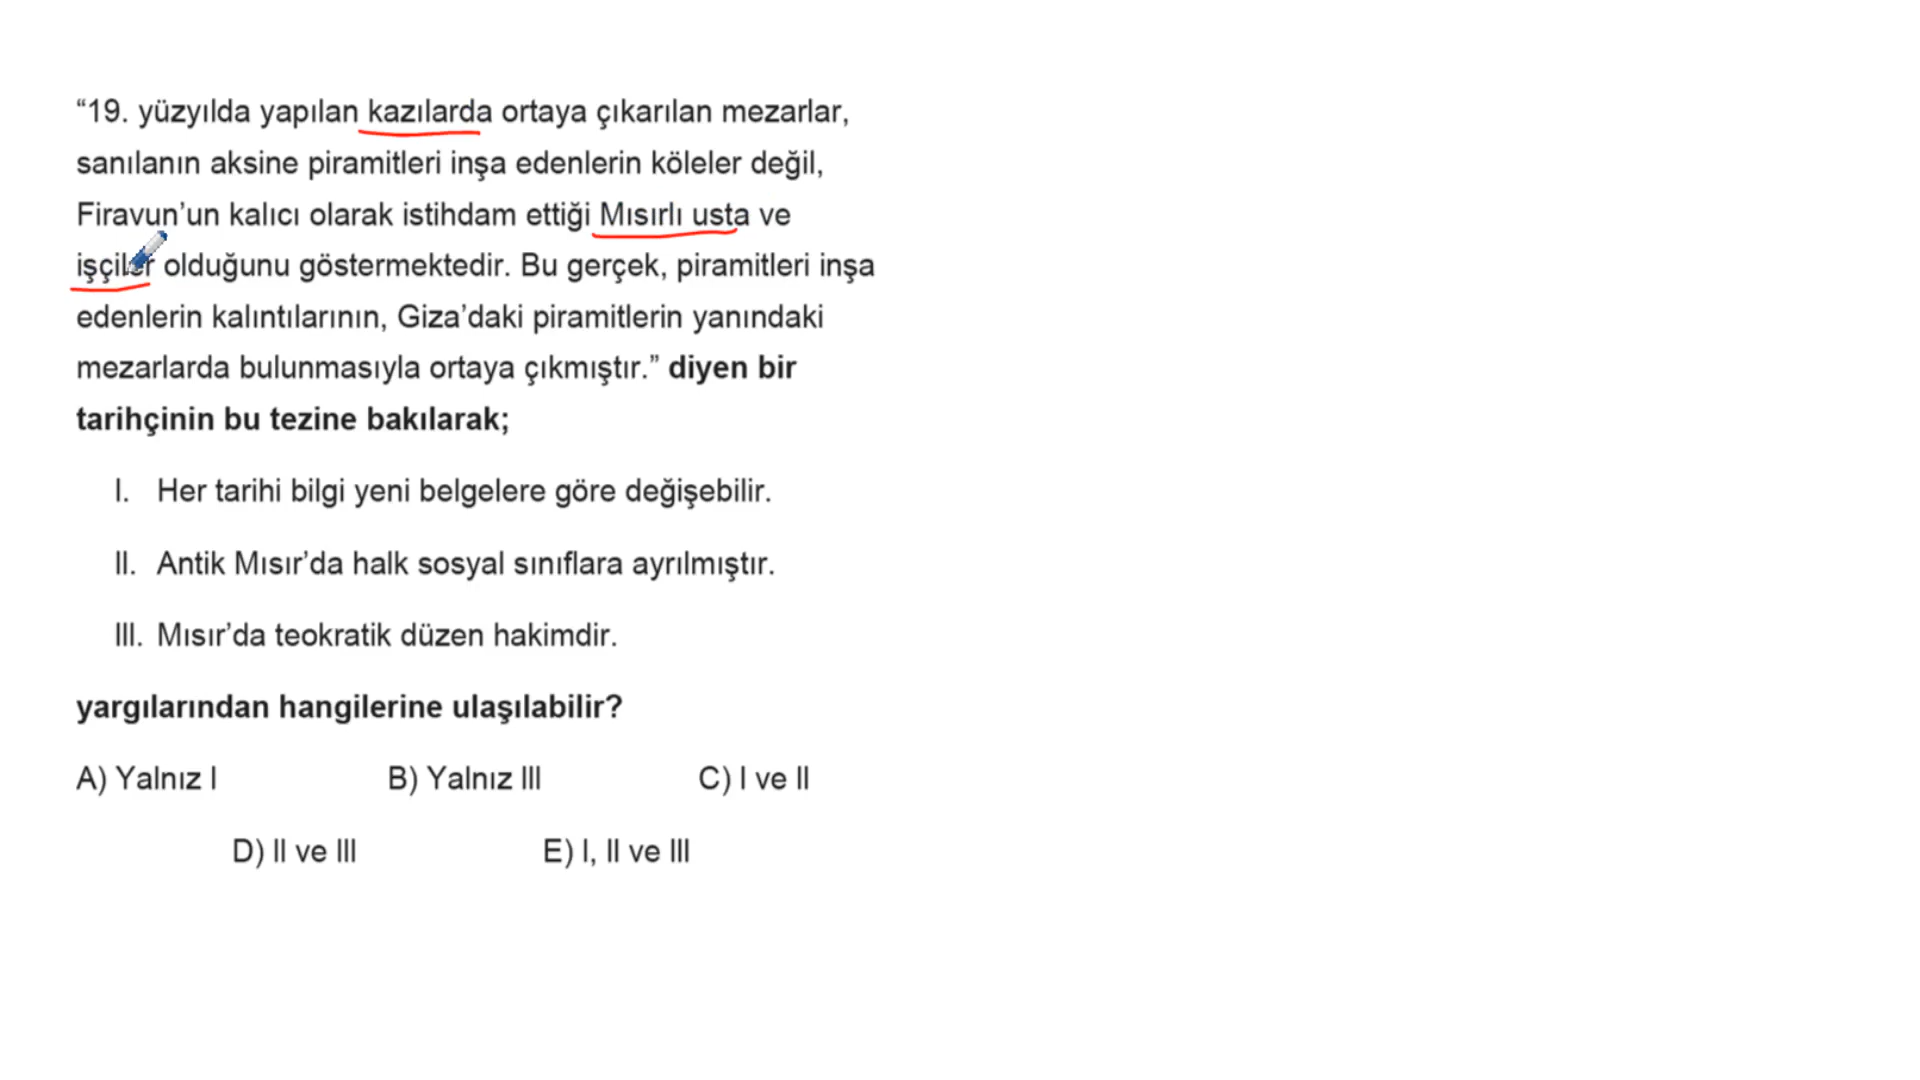 “19. yüzyılda yapılan kazılarda ortaya çıkarılan mezarlar,
sanılanın aksine piramitleri inşa edenlerin köleler değil,
Firavun’un kalıcı olarak istihdam ettiği Mısırlı usta ve
işçiler olduğunu göstermektedir. Bu gerçek, piramitleri inşa
edenlerin kalıntılarının, Giza’daki piramitlerin yanındaki
mezarlarda bulunmasıyla ortaya çıkmıştır.” diyen bir
tarihçinin bu tezine bakılarak;
I. Her tarihi bilgi yeni belgelere göre değişebilir.
II. Antik Mısır’da halk sosyal sınıflara ayrılmıştır.
III. Mısır’da teokratik düzen hakimdir.
yargılarından hangilerine ulaşılabilir?
A) Yalnız I B) Yalnız III C) I ve II
D) II ve III E) I, II ve III